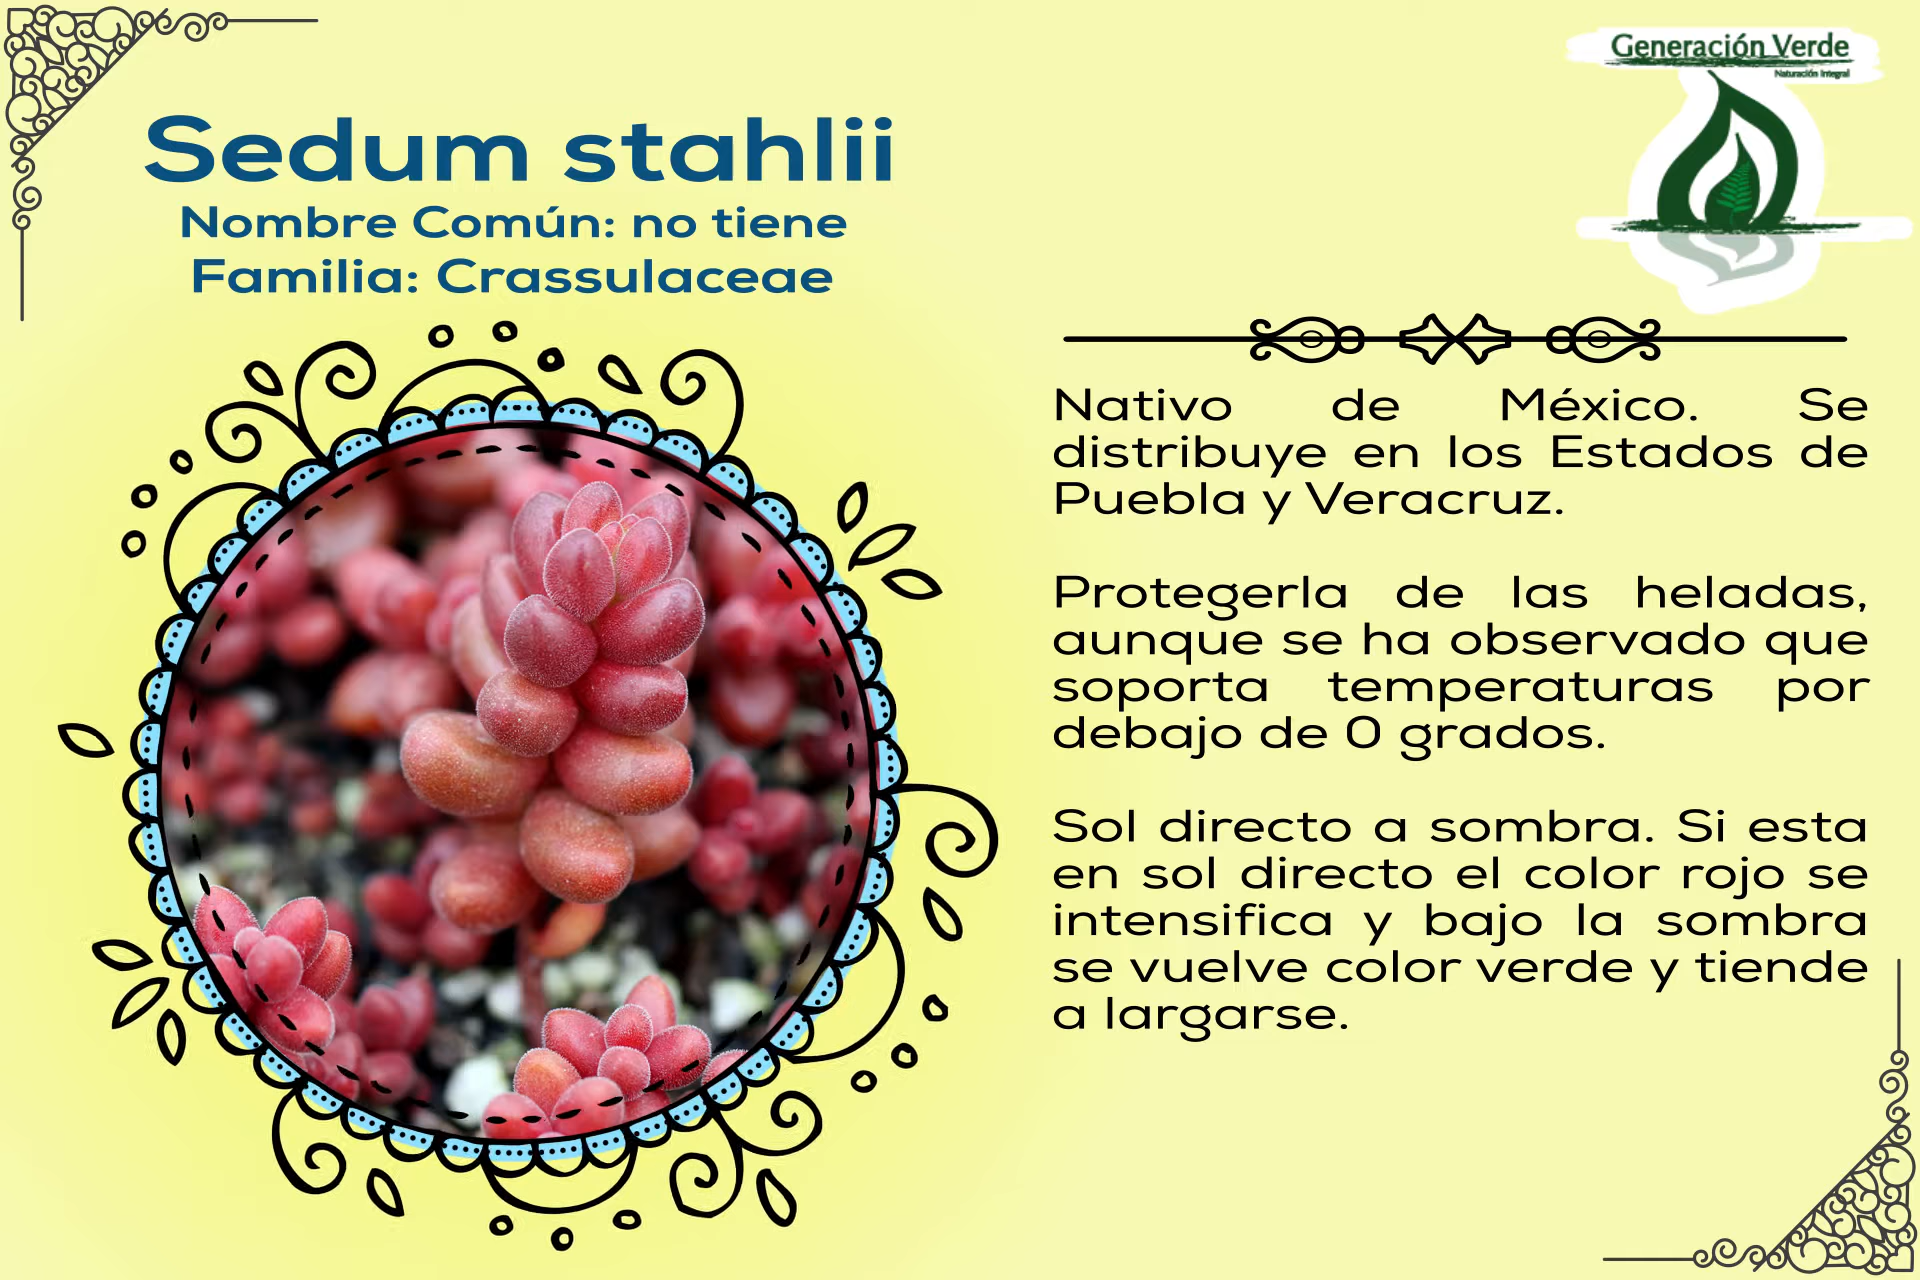 Generación Verde
Naturación Integral
Sedum stahlii
Nombre Común: no tiene
Familia: Crassulaceae
Nativo de México. Se
distribuye en los Estados de
Puebla y Veracruz.
Protegerla de las heladas,
aunque se ha observado que
soporta temperaturas por
debajo de 0 grados.
Sol directo a sombra. Si esta
en sol directo el color rojo se
intensifica y bajo la sombra
se vuelve color verde y tiende
a largarse.